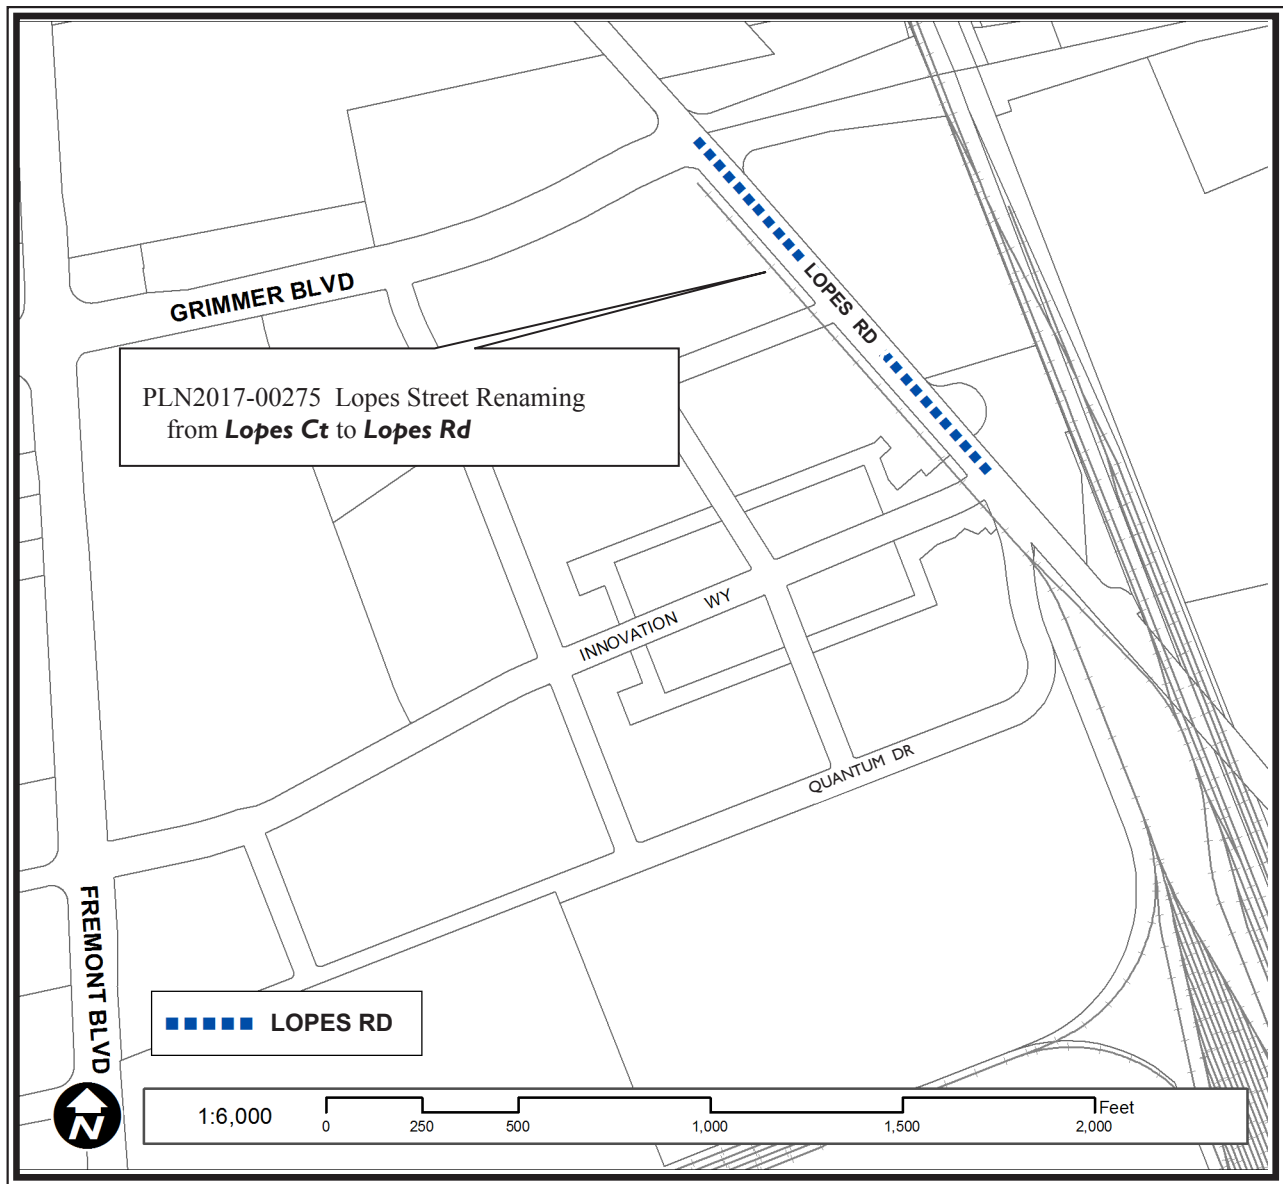 GRIMMER BLVD
LOPES RD
PLN2017-00275 Lopes Street Renaming
from Lopes Ct to Lopes Rd
INNOVATION WY
QUANTUM DR
FREMONT BLVD
LOPES RD
N
1:6,000
Feet
0 250 500 1,000 1,500 2,000